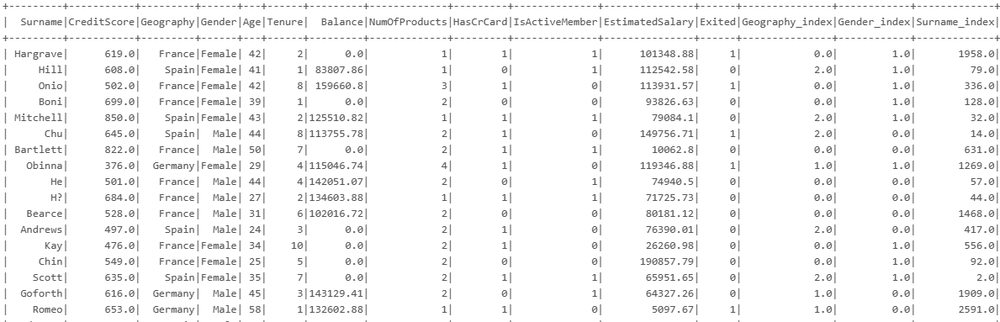 +--------+-----------+---------+------+---+------+---------+-------------+---------+--------------+---------------+------+---------------+------------+-------------+
| Surname|CreditScore|Geography|Gender|Age|Tenure| Balance|NumOfProducts|HasCrCard|IsActiveMember|EstimatedSalary|Exited|Geography_index|Gender_index|Surname_index|
+--------+-----------+---------+------+---+------+---------+-------------+---------+--------------+---------------+------+---------------+------------+-------------+
|Hargrave| 619.0| France|Female| 42| 2| 0.0| 1| 1| 1| 101348.88| 1| 0.0| 1.0| 1958.0|
| Hill| 608.0| Spain|Female| 41| 1| 83807.86| 1| 0| 1| 112542.58| 0| 2.0| 1.0| 79.0|
| Onio| 502.0| France|Female| 42| 8| 159660.8| 3| 1| 0| 113931.57| 1| 0.0| 1.0| 336.0|
| Boni| 699.0| France|Female| 39| 1| 0.0| 2| 0| 0| 93826.63| 0| 0.0| 1.0| 128.0|
|Mitchell| 850.0| Spain|Female| 43| 2|125510.82| 1| 1| 1| 79084.1| 0| 2.0| 1.0| 32.0|
| Chu| 645.0| Spain| Male| 44| 8|113755.78| 2| 1| 0| 149756.71| 1| 2.0| 0.0| 14.0|
|Bartlett| 822.0| France| Male| 50| 7| 0.0| 2| 1| 1| 10062.8| 0| 0.0| 0.0| 631.0|
| Obinna| 376.0| Germany|Female| 29| 4|115046.74| 4| 1| 0| 119346.88| 1| 1.0| 1.0| 1269.0|
| He| 501.0| France| Male| 44| 4|142051.07| 2| 0| 1| 74940.5| 0| 0.0| 0.0| 57.0|
| H?| 684.0| France| Male| 27| 2|134603.88| 1| 1| 1| 71725.73| 0| 0.0| 0.0| 44.0|
| Bearce| 528.0| France| Male| 31| 6|102016.72| 2| 0| 0| 80181.12| 0| 0.0| 0.0| 1468.0|
| Andrews| 497.0| Spain| Male| 24| 3| 0.0| 2| 1| 0| 76390.01| 0| 2.0| 0.0| 417.0|
| Kay| 476.0| France|Female| 34| 10| 0.0| 2| 1| 0| 26260.98| 0| 0.0| 1.0| 556.0|
| Chin| 549.0| France|Female| 25| 5| 0.0| 2| 0| 0| 190857.79| 0| 0.0| 1.0| 92.0|
| Scott| 635.0| Spain|Female| 35| 7| 0.0| 2| 1| 1| 65951.65| 0| 2.0| 1.0| 2.0|
| Goforth| 616.0| Germany| Male| 45| 3|143129.41| 2| 0| 1| 64327.26| 0| 1.0| 0.0| 1909.0|
| Romeo| 653.0| Germany| Male| 58| 1|132602.88| 1| 1| 0| 5097.67| 1| 1.0| 0.0| 2591.0|